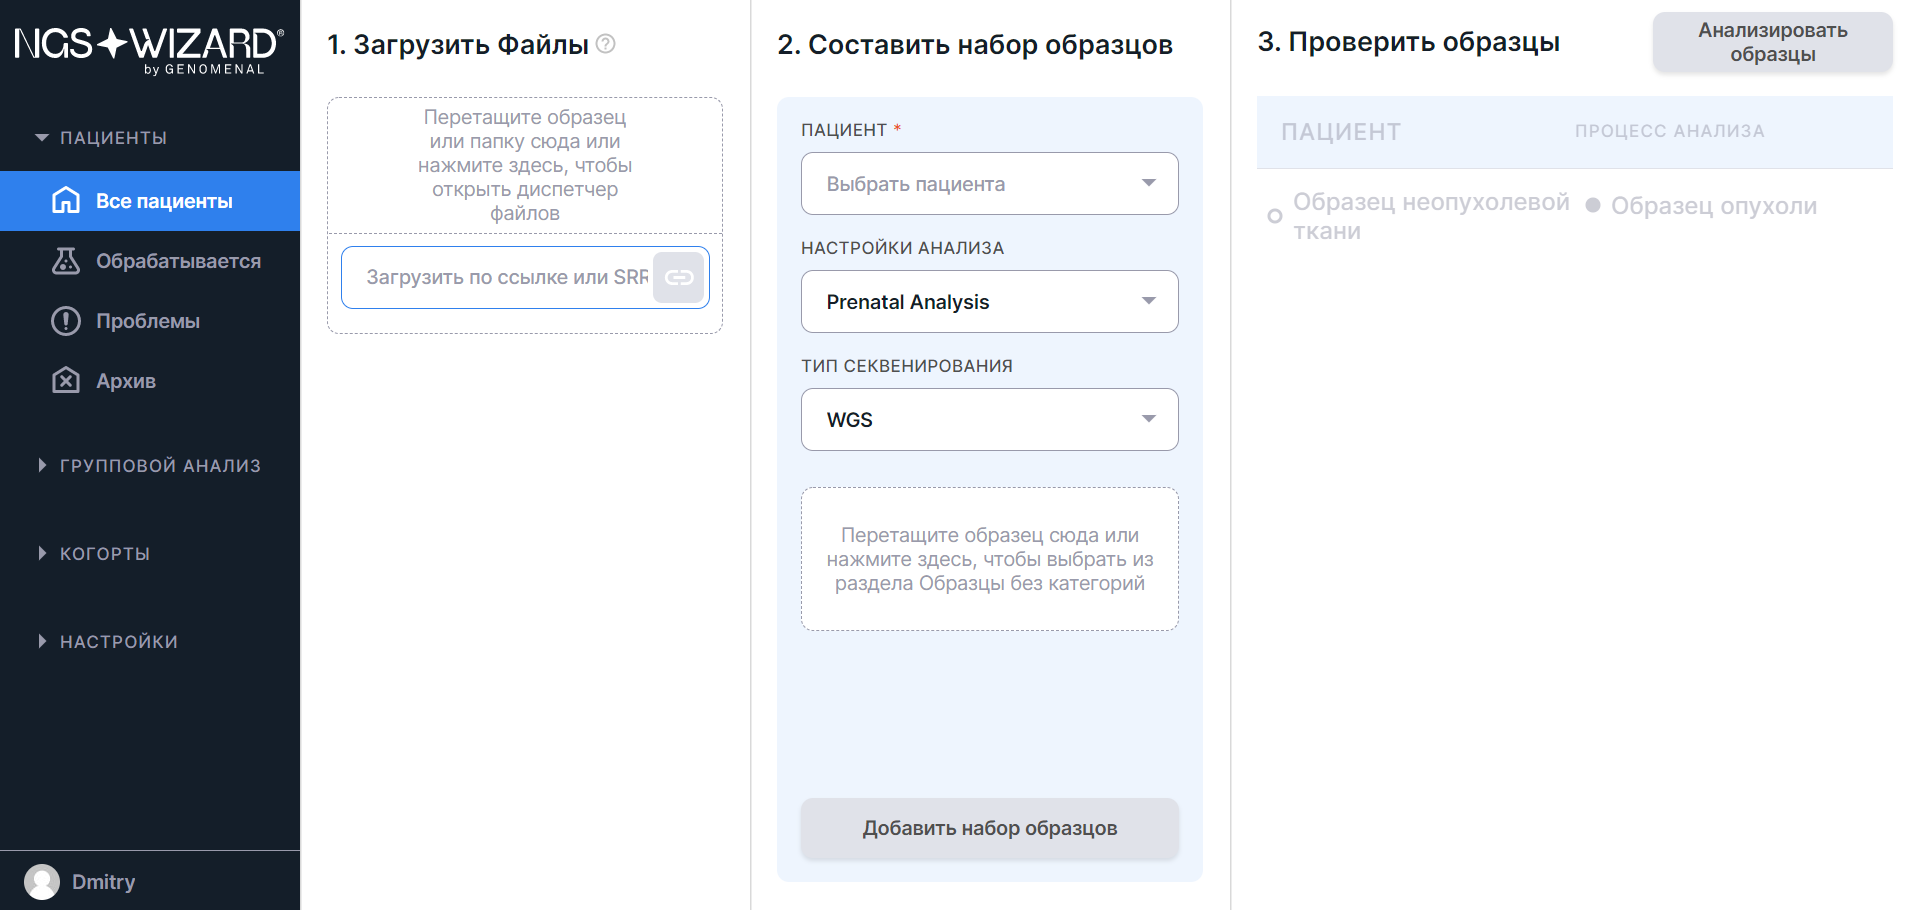 NGS WIZARD®
by GENOMENAL
ПАЦИЕНТЫ
Все пациенты
Обрабатывается
Проблемы
Архив
ГРУППОВОЙ АНАЛИЗ
КОГОРТЫ
НАСТРОЙКИ
Dmitry
1. Загрузить Файлы ?
Перетащите образец
или папку сюда или
нажмите здесь, чтобы
открыть диспетчер
файлов
Загрузить по ссылке или SRR
2. Составить набор образцов
ПАЦИЕНТ *
Выбрать пациента
НАСТРОЙКИ АНАЛИЗА
Prenatal Analysis
ТИП СЕКВЕНИРОВАНИЯ
WGS
Перетащите образец сюда или
нажмите здесь, чтобы выбрать из
раздела Образцы без категорий
Добавить набор образцов
3. Проверить образцы
Анализировать
образцы
ПАЦИЕНТ
ПРОЦЕСС АНАЛИЗА
Образец неопухолевой
ткани
Образец опухоли